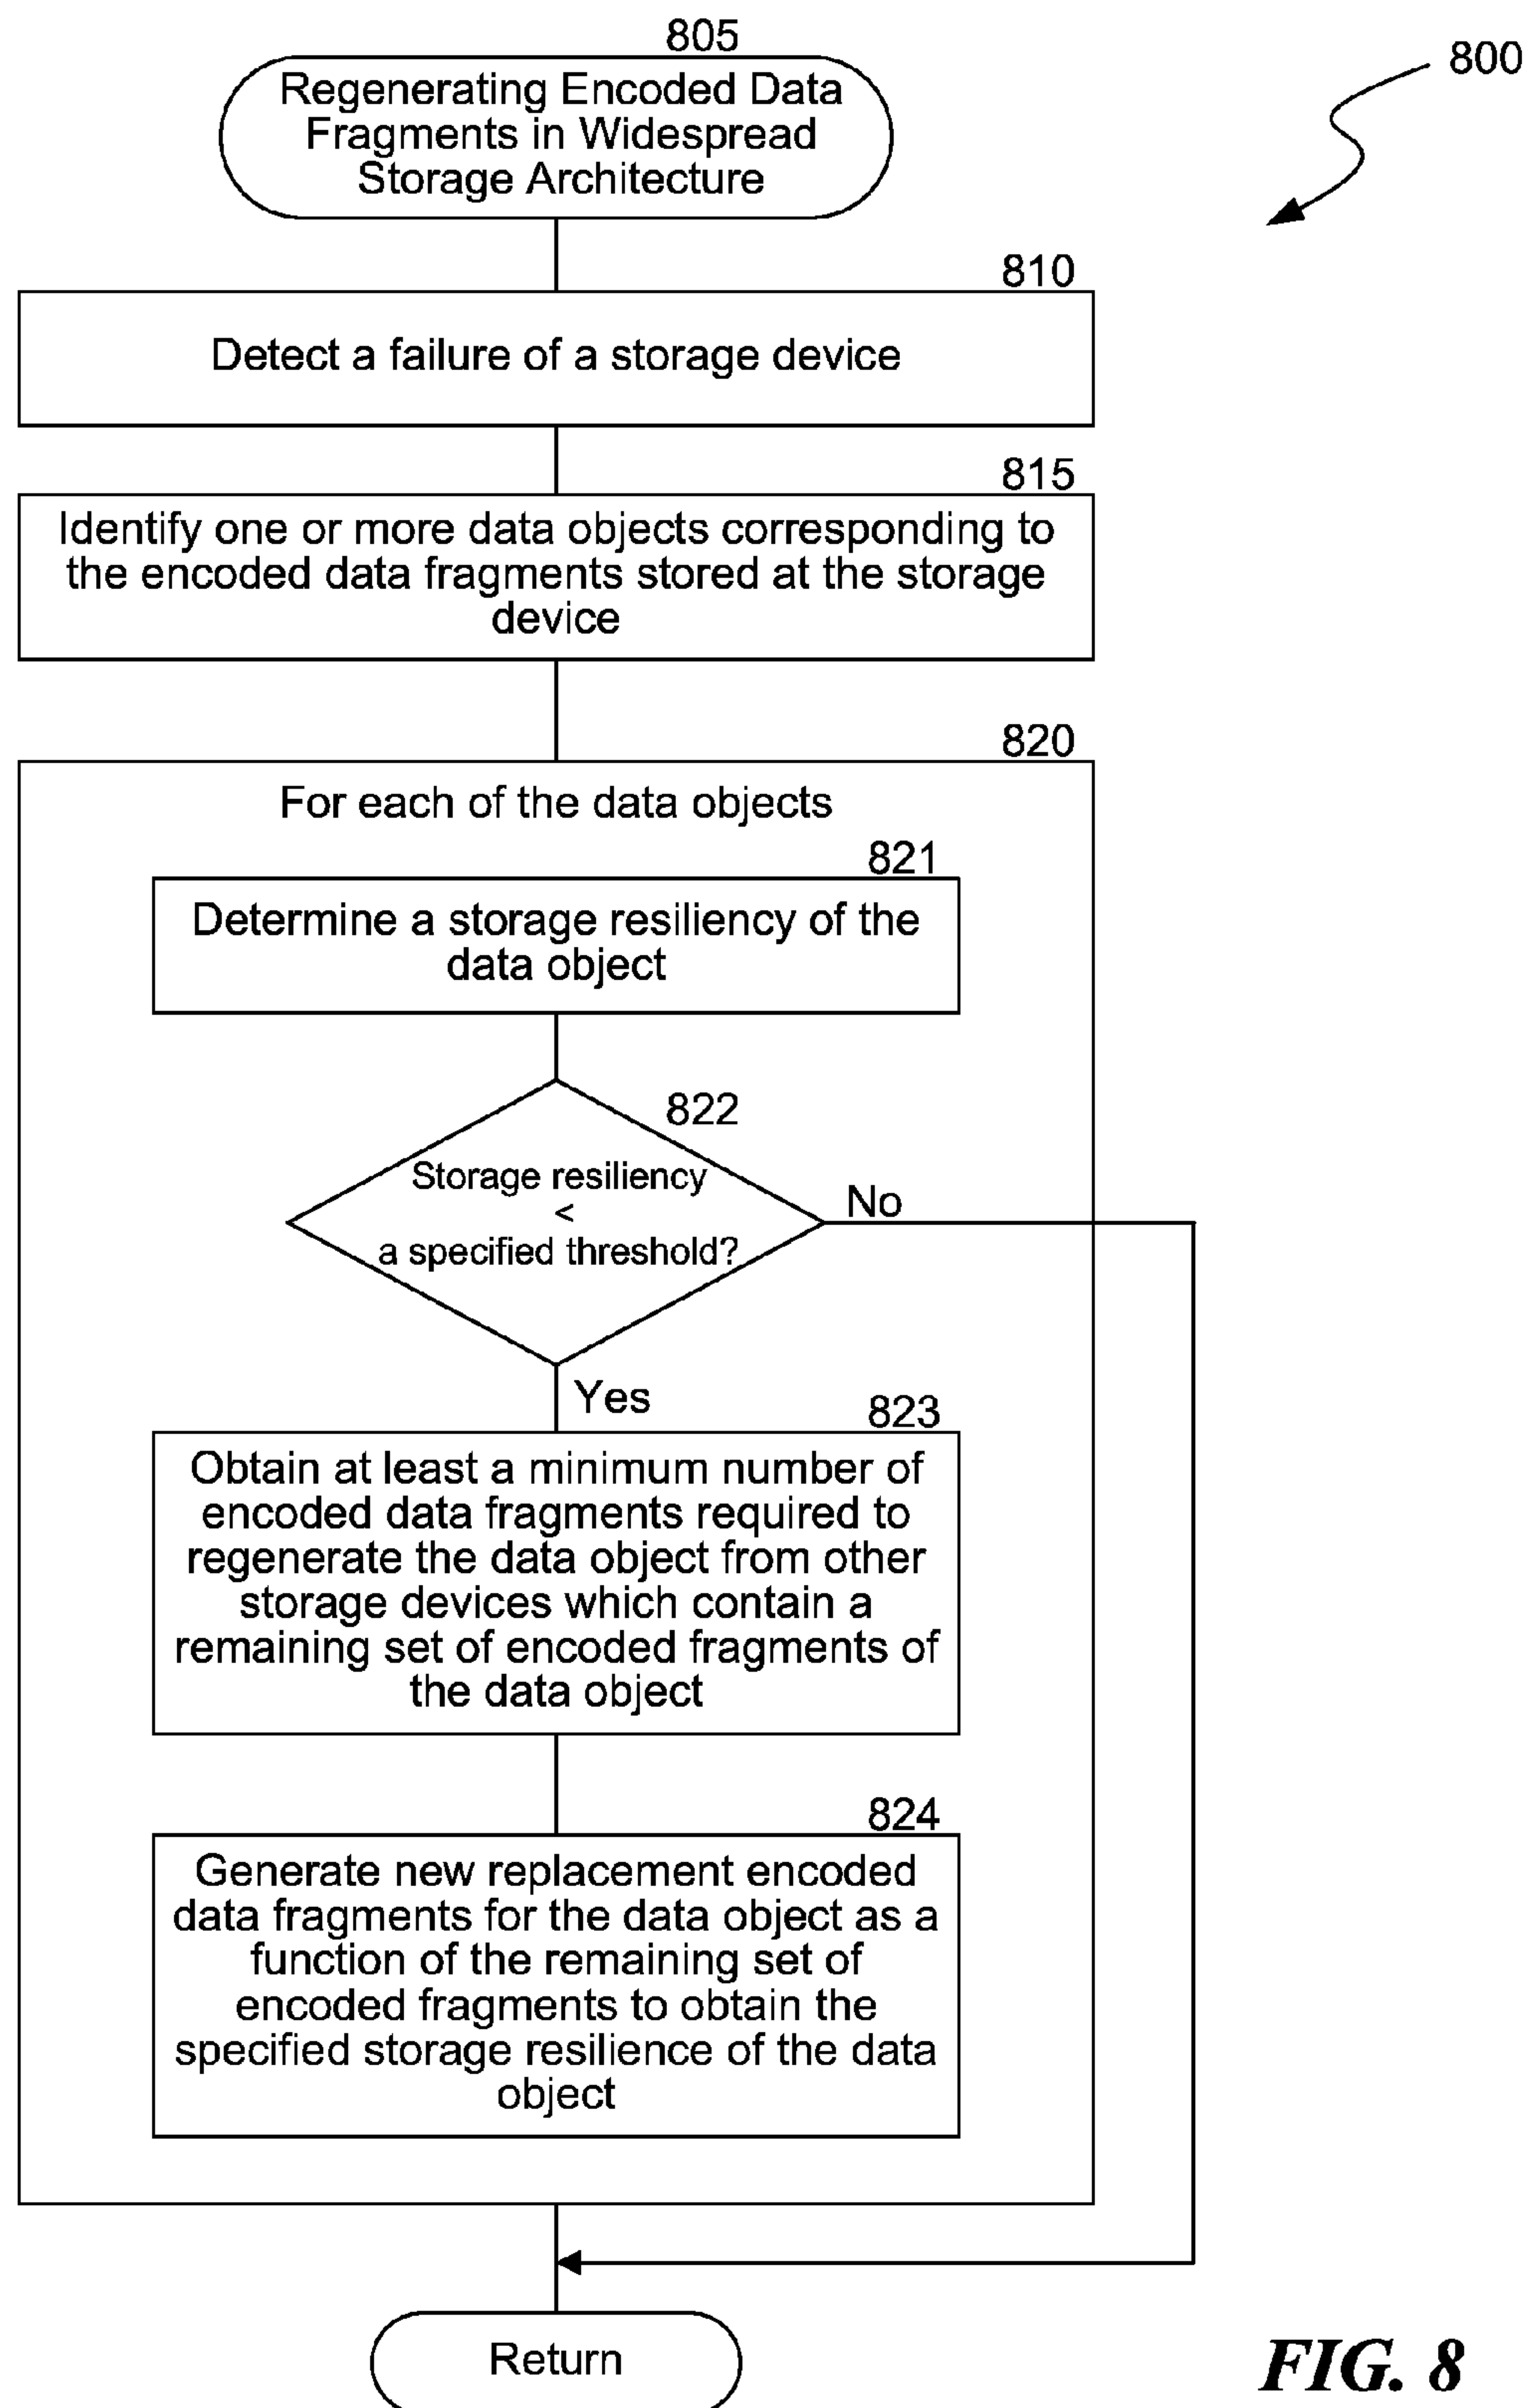 805
800
Regenerating Encoded Data
Fragments in Widespread
Storage Architecture
810
Detect a failure of a storage device
815
Identify one or more data objects corresponding to
the encoded data fragments stored at the storage
device
820
For each of the data objects
821
Determine a storage resiliency of the
data object
822
Storage resiliency
<
a specified threshold?
No
Yes
823
Obtain at least a minimum number of
encoded data fragments required to
regenerate the data object from other
storage devices which contain a
remaining set of encoded fragments of
the data object
824
Generate new replacement encoded
data fragments for the data object as a
function of the remaining set of
encoded fragments to obtain the
specified storage resilience of the data
object
Return
FIG. 8